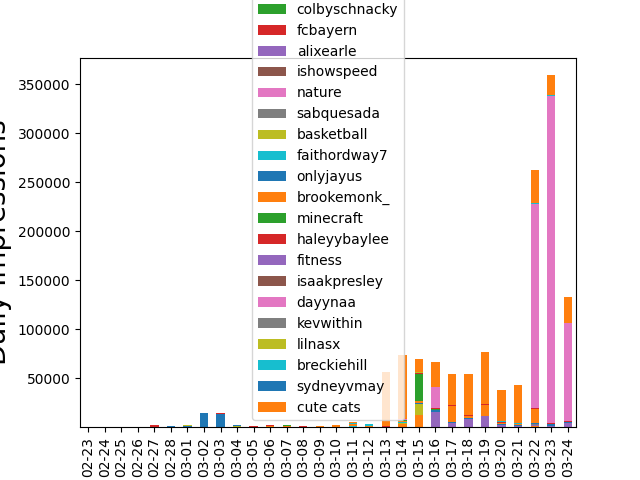 colbyschnacky
fcbayern
alixearle
ishowspeed
nature
sabquesada
basketball
faithordway7
onlyjayus
brookemonk_
minecraft
haleyybaylee
fitness
isaakpresley
dayynaa
kevwithin
lilnasx
breckiehill
sydneyvmay
cute cats
Daily Impressions
350000
300000
250000
200000
150000
100000
50000
02-23
02-24
02-25
02-26
02-27
02-28
03-01
03-02
03-03
03-04
03-05
03-06
03-07
03-08
03-09
03-10
03-11
03-12
03-13
03-14
03-15
03-16
03-17
03-18
03-19
03-20
03-21
03-22
03-23
03-24